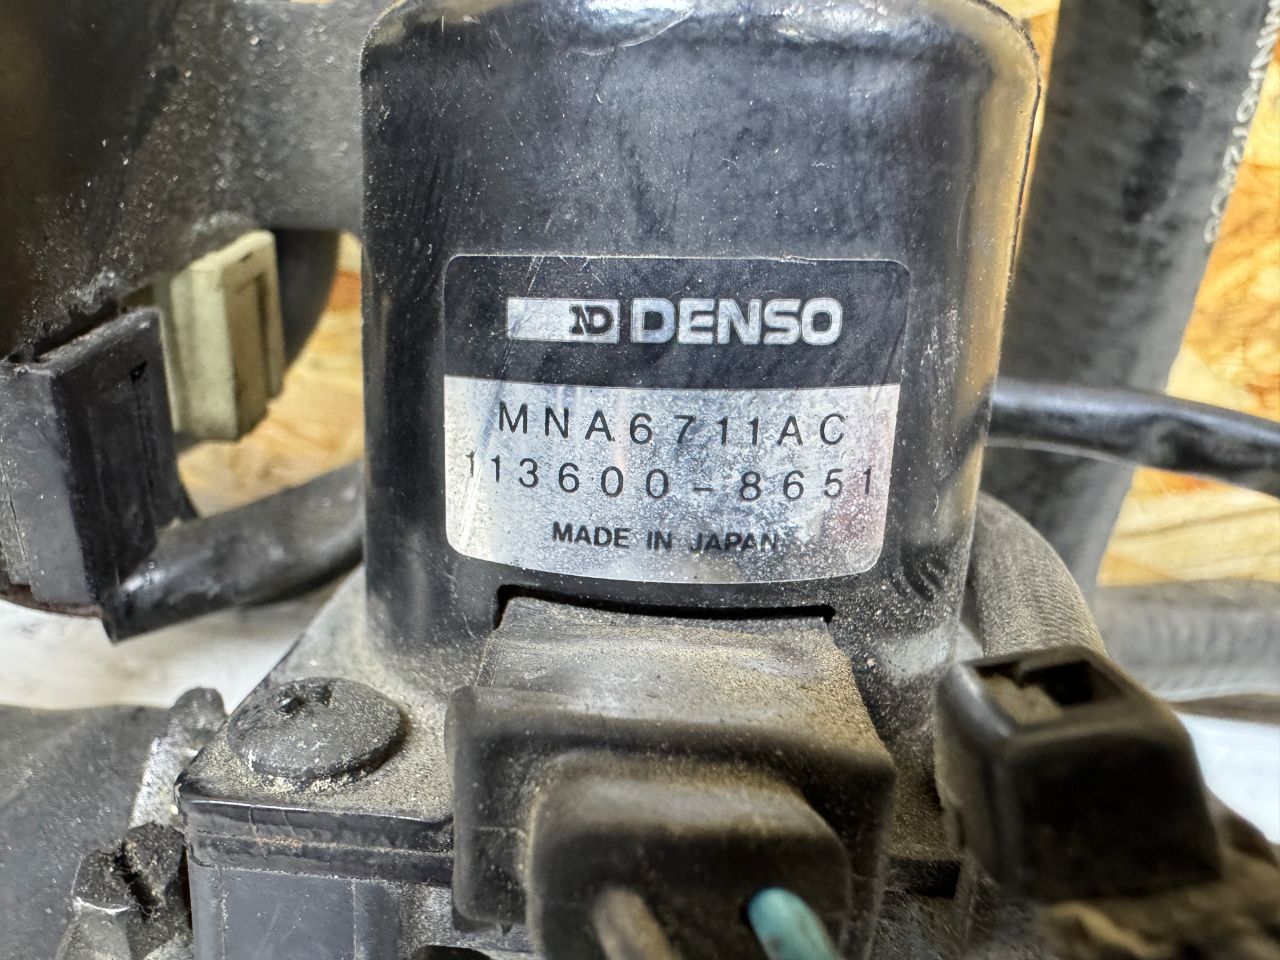 ND DENSO
MNA6711AC
113600-8651
MADE IN JAPAN